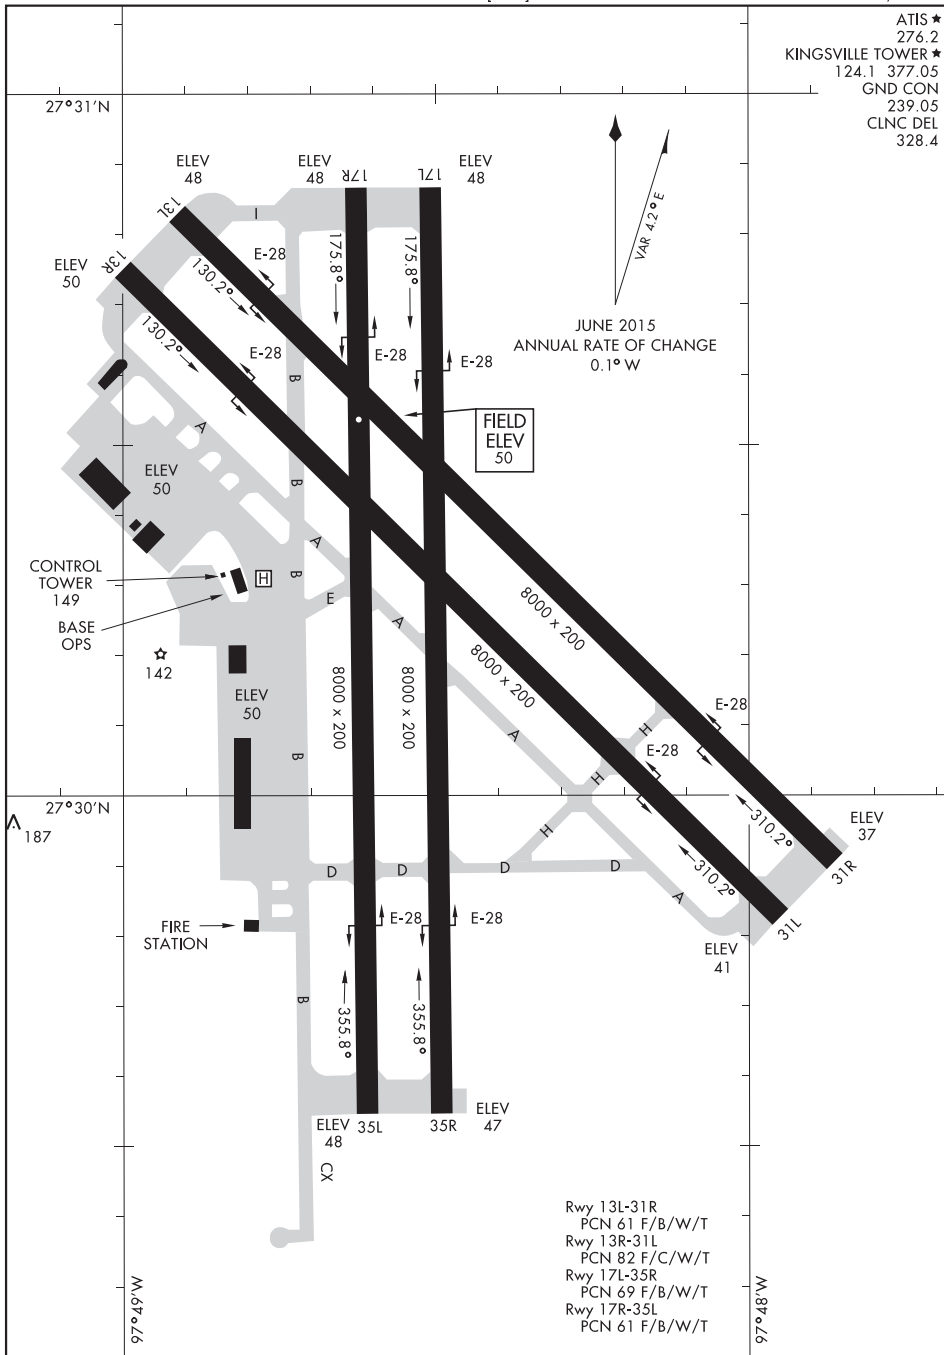 ATIS ★
276.2
KINGSVILLE TOWER ★
124.1 377.05
GND CON
239.05
CLNC DEL
328.4
27°31'N
ELEV
48
ELEV
48
ELEV
48
13L
17R
17L
VAR 4.2° E
ELEV
50
13R
E-28
130.2°
175.8°
175.8°
JUNE 2015
ANNUAL RATE OF CHANGE
0.1° W
130.2°
E-28
E-28
E-28
B
A
FIELD
ELEV
50
ELEV
50
B
A
CONTROL
TOWER
149
H
B
E
A
BASE
OPS
8000 x 200
142
8000 x 200
8000 x 200
8000 x 200
ELEV
50
E-28
H
A
E-28
B
H
27°30'N
187
310.2°
ELEV
37
H
D
D
D
D
310.2°
31R
A
31L
FIRE
STATION
E-28
E-28
ELEV
41
B
355.8°
355.8°
ELEV
48
35L
35R
ELEV
47
CX
Rwy 13L-31R
PCN 61 F/B/W/T
Rwy 13R-31L
PCN 82 F/C/W/T
Rwy 17L-35R
PCN 69 F/B/W/T
Rwy 17R-35L
PCN 61 F/B/W/T
97°49'W
97°48'W